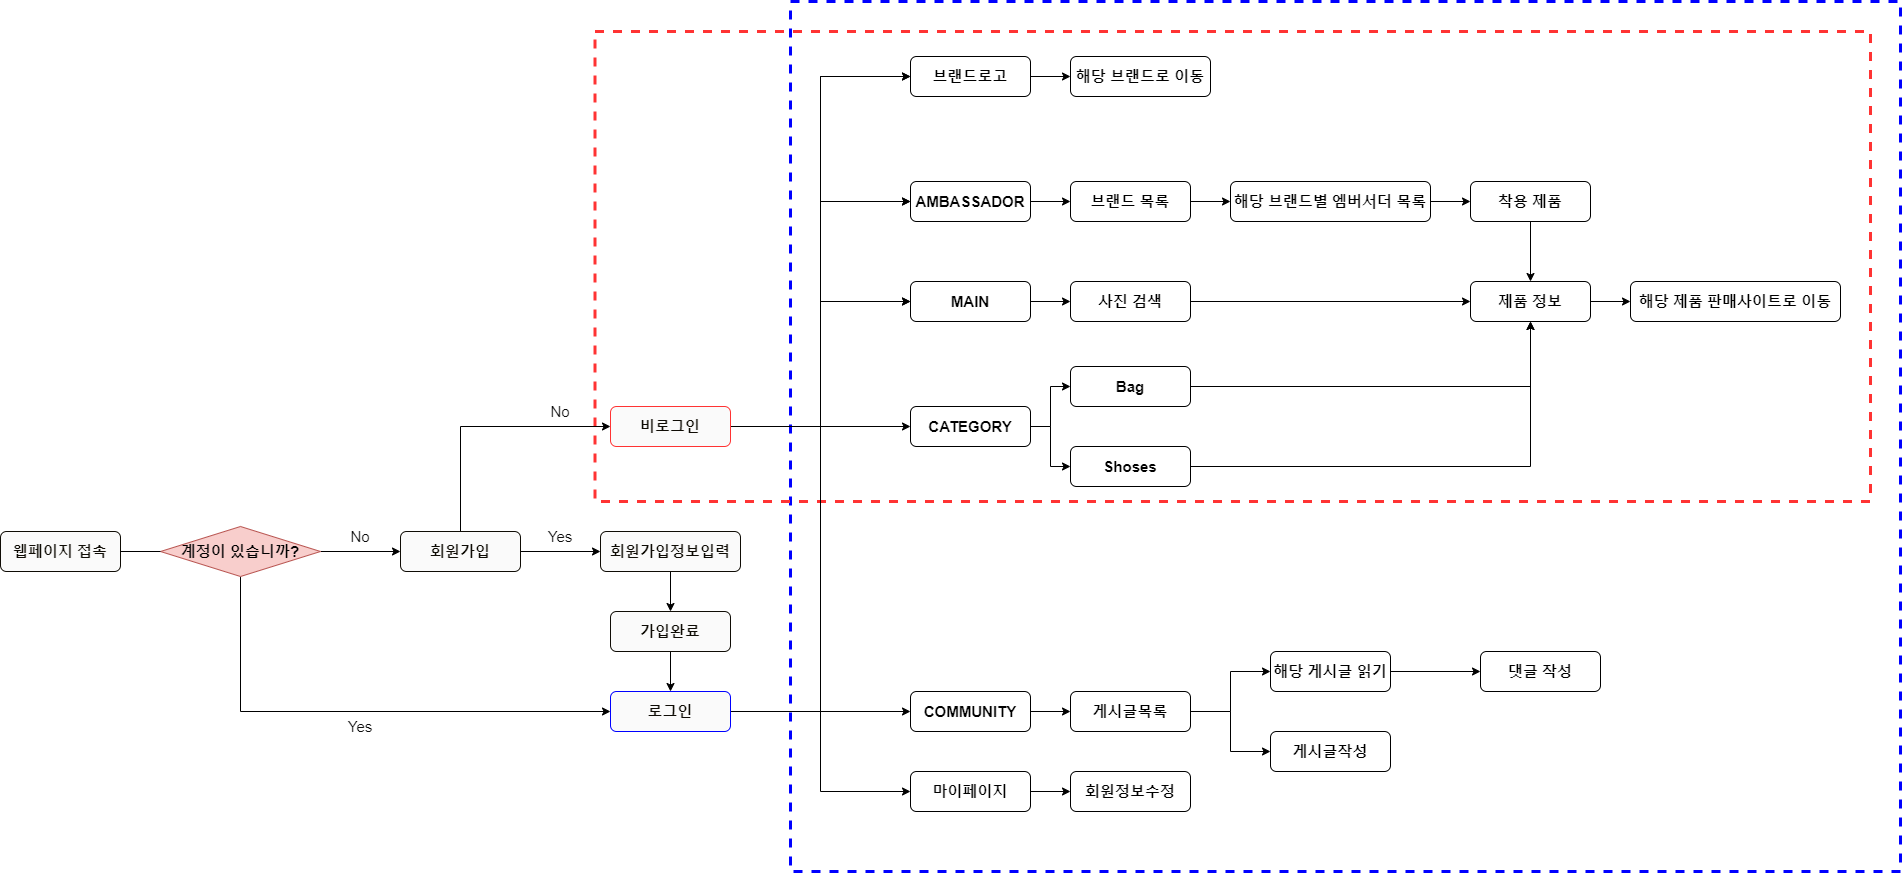 브랜드로고
해당 브랜드로 이동
AMBASSADOR
브랜드 목록
해당 브랜드별 엠버서더 목록
착용 제품
MAIN
사진 검색
제품 정보
해당 제품 판매사이트로 이동
Bag
No
비로그인
CATEGORY
Shoses
웹페이지 접속
계정이 있습니까?
No
회원가입
Yes
회원가입정보입력
가입완료
Yes
로그인
COMMUNITY
게시글목록
해당 게시글 읽기
댓글 작성
게시글작성
마이페이지
회원정보수정